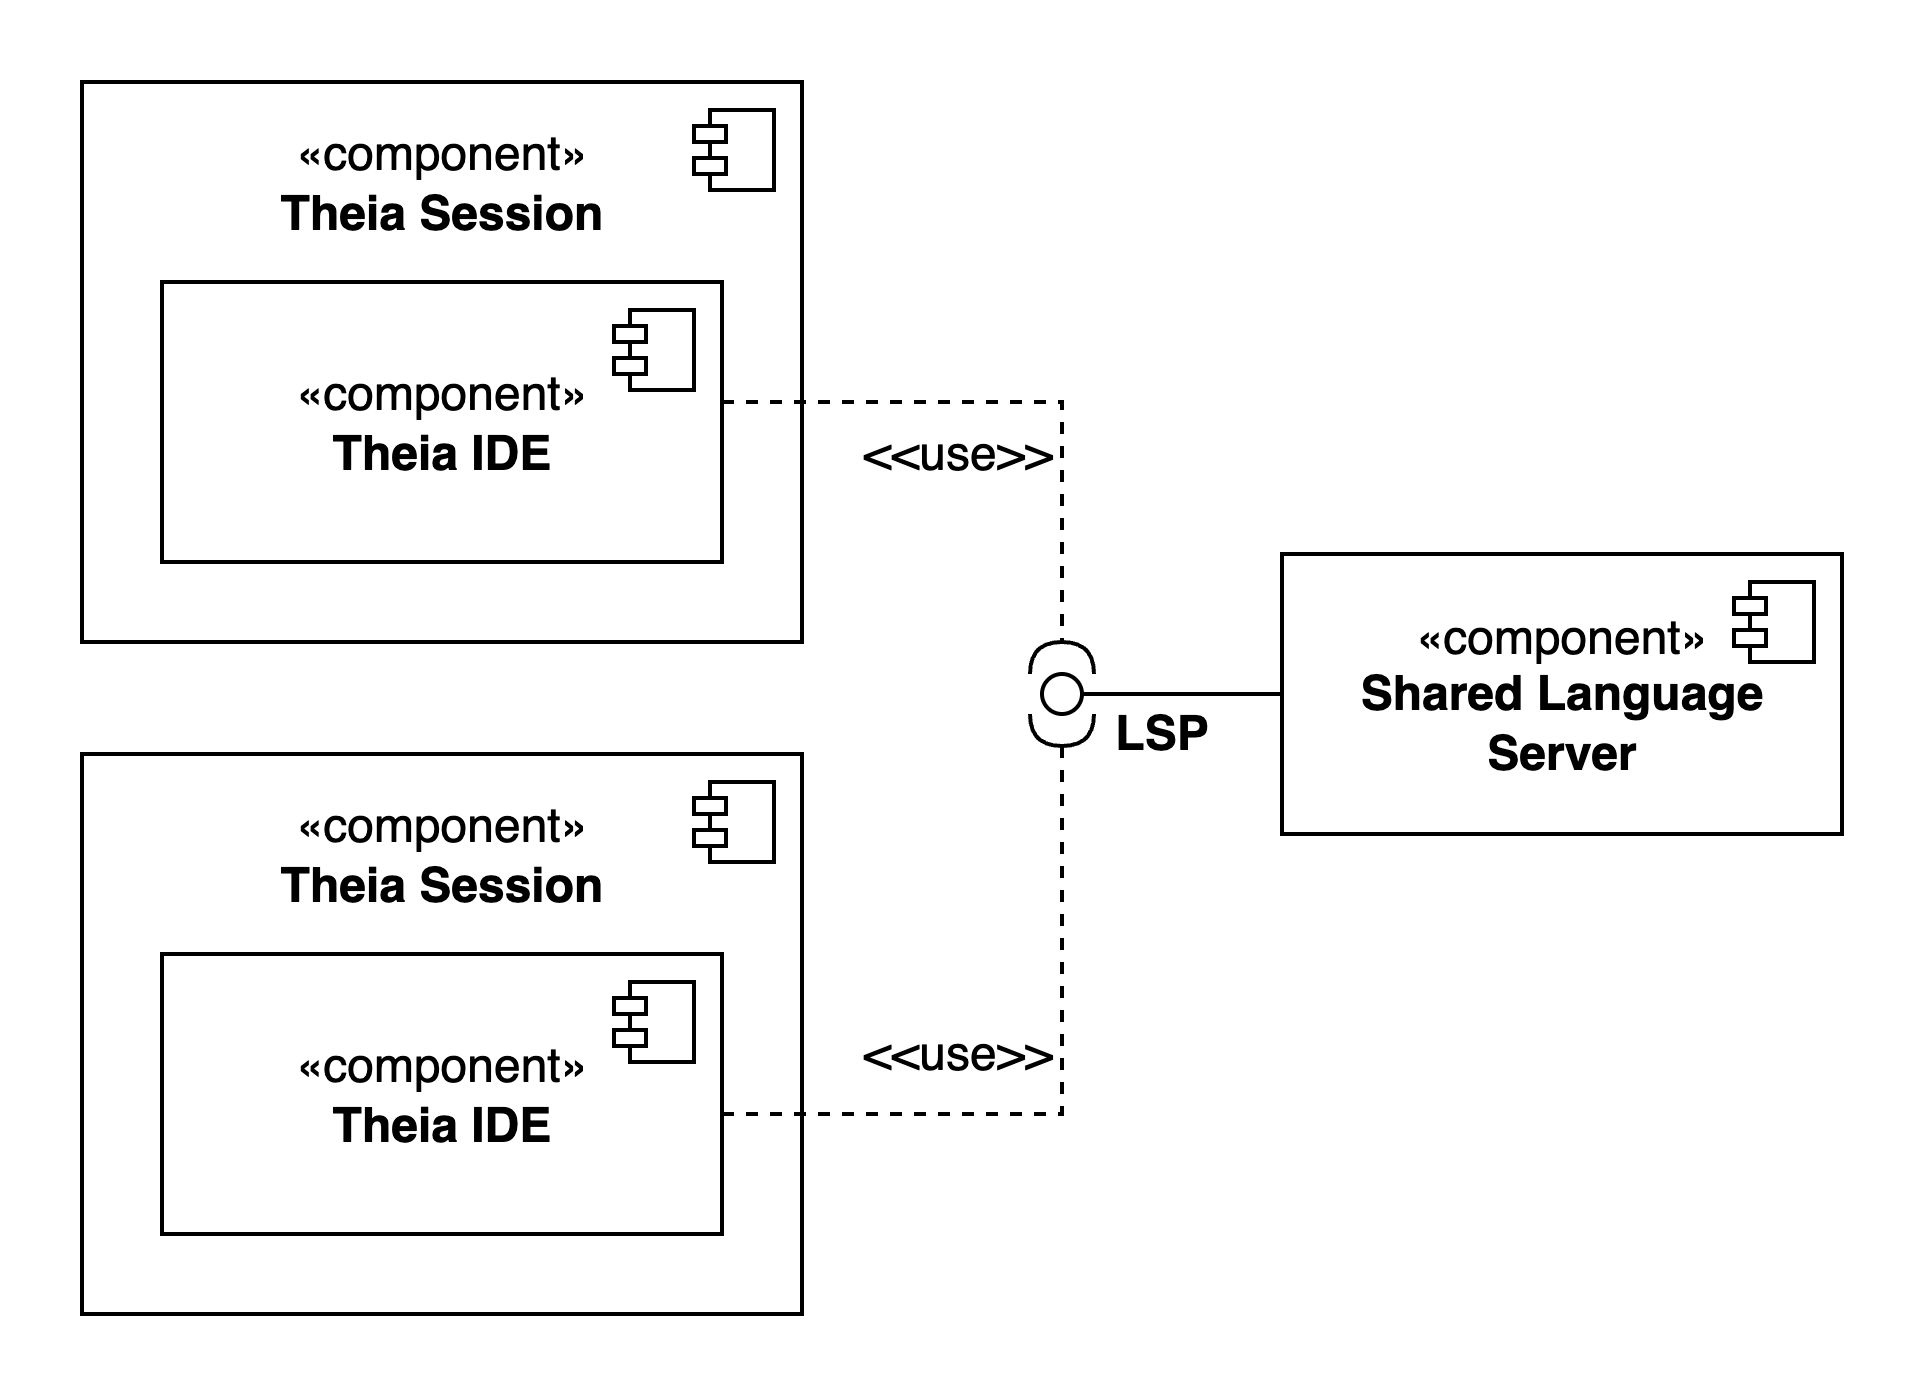 «component»
Theia Session
«component»
Theia IDE
<<use>>
«component»
Shared Language
Server
LSP
«component»
Theia Session
«component»
Theia IDE
<<use>>